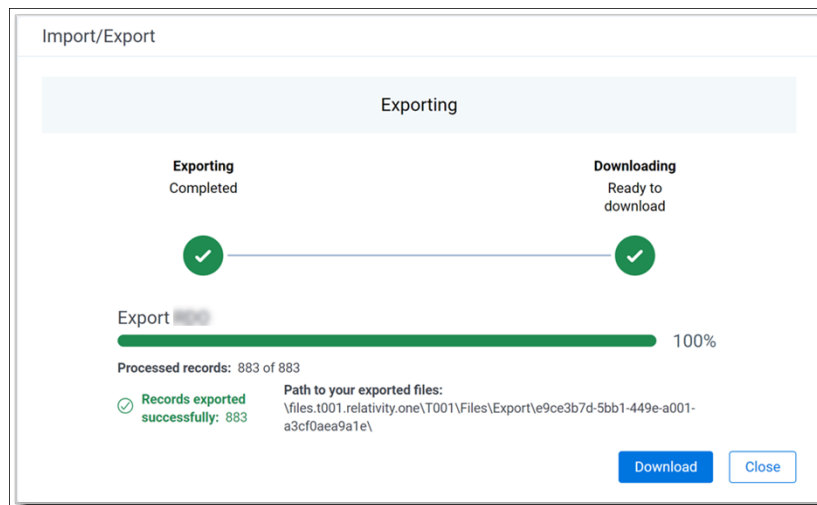 Import/Export
Exporting
Exporting
Completed
Downloading
Ready to
download
Export
100%
Processed records: 883 of 883
Records exported
successfully: 883
Path to your exported files:
\files.t001.relativity.one\T001\Files\Export\e9ce3b7d-5bb1-449e-a001-
a3cf0aea9a1e\
Download
Close